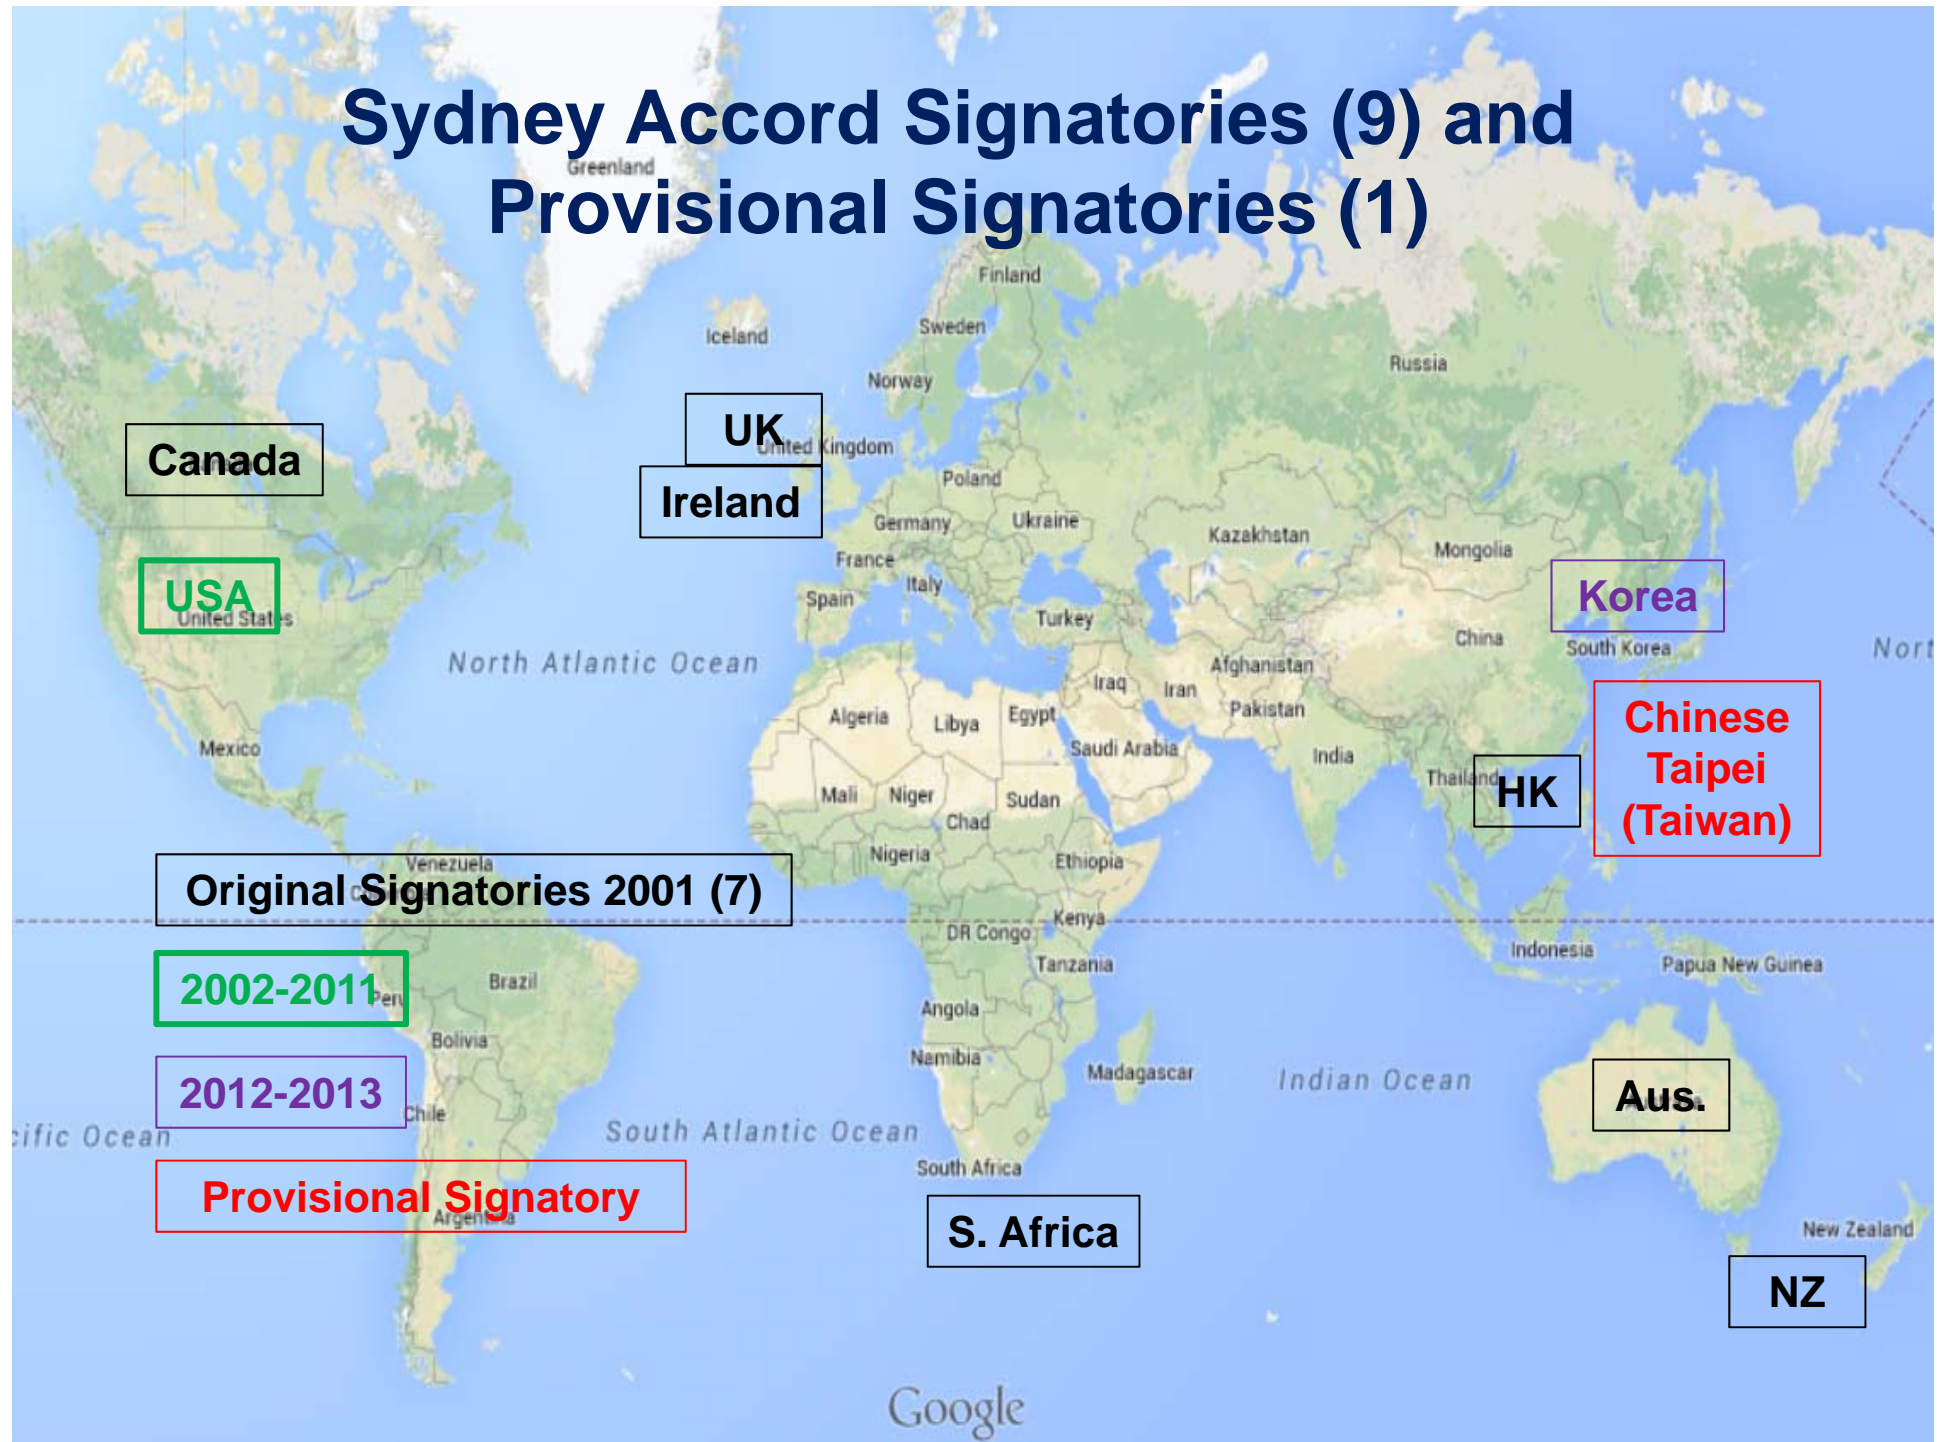 Sydney Accord Signatories (9) and
Provisional Signatories (1)
Greenland
Finland
Iceland
Sweden
Russia
Norway
UK
United Kingdom
Canada
Poland
Ireland
Germany
Ukraine
Kazakhstan
Mongolia
France
Italy
USA
United States
Spain
Turkey
Korea
China
South Korea
North Atlantic Ocean
Nort
Afghanistan
Iraq
Iran
Pakistan
Algeria
Libya
Egypt
Saudi Arabia
India
Mexico
Chinese
Taipei
(Taiwan)
Thailand
HK
Mali
Niger
Sudan
Chad
Nigeria
Ethiopia
Venezuela
Original Signatories 2001 (7)
Kenya
DR Congo
Indonesia
Tanzania
Papua New Guinea
2002-2011
Peru
Brazil
Angola
Bolivia
Namibia
Madagascar
Indian Ocean
2012-2013
Chile
Aus.
cific Ocean
South Atlantic Ocean
South Africa
Provisional Signatory
Argentina
S. Africa
New Zealand
NZ
Google